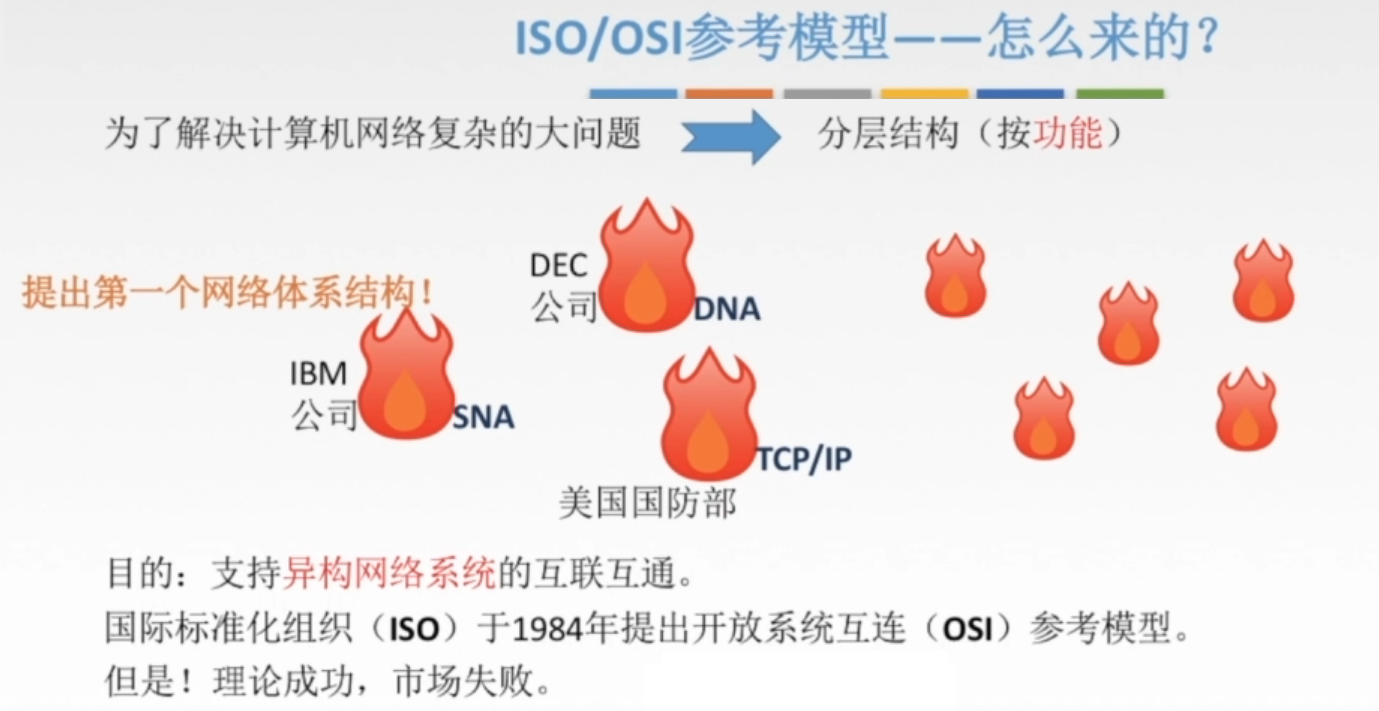 ISO/OSI参考模型——怎么来的？
为了解决计算机网络复杂的大问题
分层结构（按功能）
提出第一个网络体系结构！
IBM
公司
SNA
DEC
公司
DNA
TCP/IP
美国国防部
目的：支持异构网络系统的互联互通。
国际标准化组织（ISO）于1984年提出开放系统互连（OSI）参考模型。
但是！理论成功，市场失败。